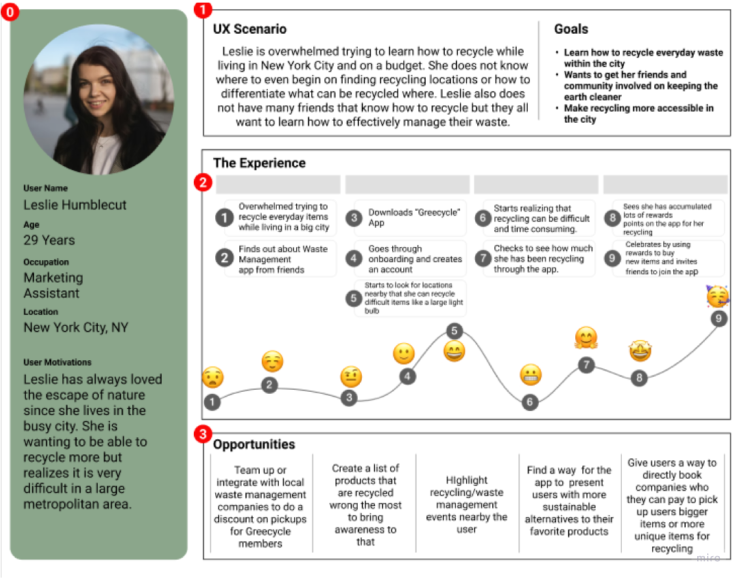 0
User Name
Leslie Humblecut
Age
29 Years
Occupation
Marketing
Assistant
Location
New York City, NY
User Motivations
Leslie has always loved
the escape of nature
since she lives in the
busy city. She is
wanting to be able to
recycle more but
realizes it is very
difficult in a large
metropolitan area.
1
UX Scenario
Leslie is overwhelmed trying to learn how to recycle while
living in New York City and on a budget. She does not know
where to even begin on finding recycling locations or how to
differentiate what can be recycled where. Leslie also does
not have many friends that know how to recycle but they all
want to learn how to effectively manage their waste.
Goals
• Learn how to recycle everyday waste
within the city
• Wants to get her friends and
community involved on keeping the
earth cleaner
• Make recycling more accessible in
the city
The Experience
2
1
Overwhelmed trying to
recycle everyday items
while living in a big city
2
Finds out about Waste
Management
app from friends
3
Downloads "Greecycle"
App
4
Goes through
onboarding and creates
an account
5
Starts to look for locations
nearby that she can recycle
difficult items like a large light
bulb
6
Starts realizing that
recycling can be difficult
and time consuming.
7
Checks to see how much
she has been recycling
through the app.
8
Sees she has accumulated
lots of rewards
points on the app for her
recycling
9
Celebrates by using
rewards to buy
new items and invites
friends to join the app
1
2
3
4
5
6
7
8
9
3
Opportunities
Team up or
integrate with local
waste management
companies to do a
discount on pickups
for Greecycle
members
Create a list of
products that
are recycled
wrong the most
to bring
awareness to
that
HIghlight
recycling/waste
management
events nearby the
user
Find a way for the
app to present
users with more
sustainable
alternatives to their
favorite products
Give users a way to
directly book
companies who
they can pay to pick
up users bigger
items or more
unique items for
recycling
miro